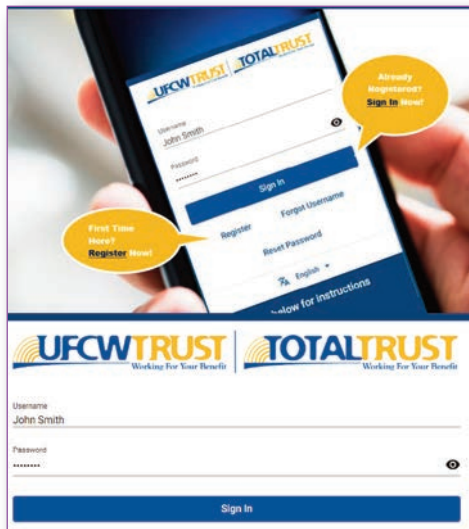 UFCWTRUST | TOTALTRUST
Already
Registered?
Sign In Now!
Username
John Smith
Password
••••••••
Sign In
First Time
Here?
Register Now!
Register
Forgot Username
Reset Password
English
below for instructions
UFCWTRUST | TOTALTRUST
Working For Your Benefit Working For Your Benefit
Username
John Smith
Password
••••••••
Sign In